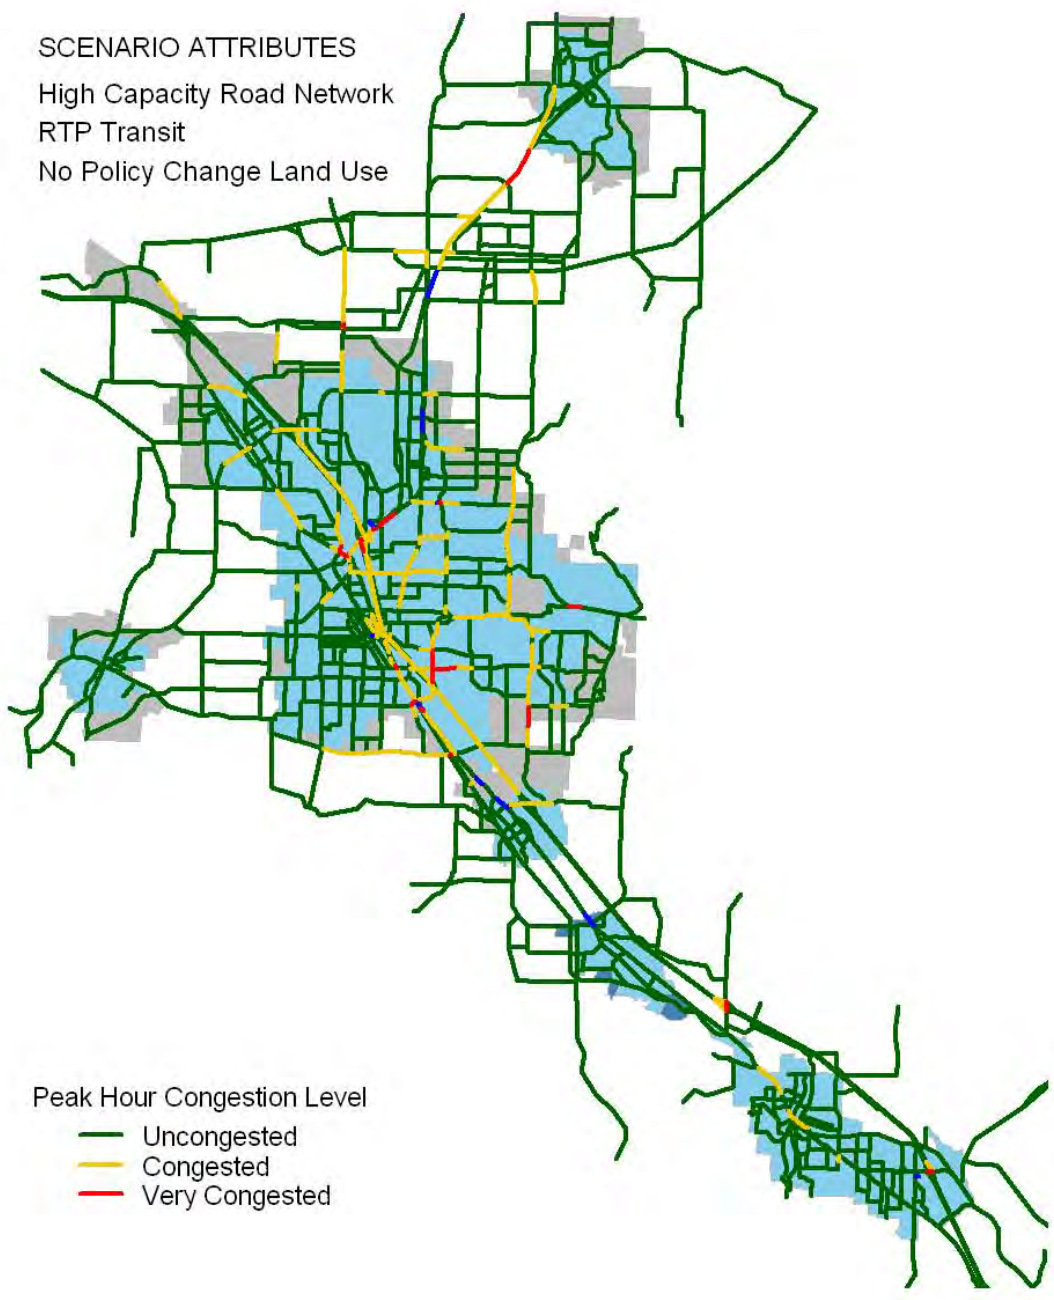 SCENARIO ATTRIBUTES
High Capacity Road Network
RTP Transit
No Policy Change Land Use
Peak Hour Congestion Level
Uncongested
Congested
Very Congested